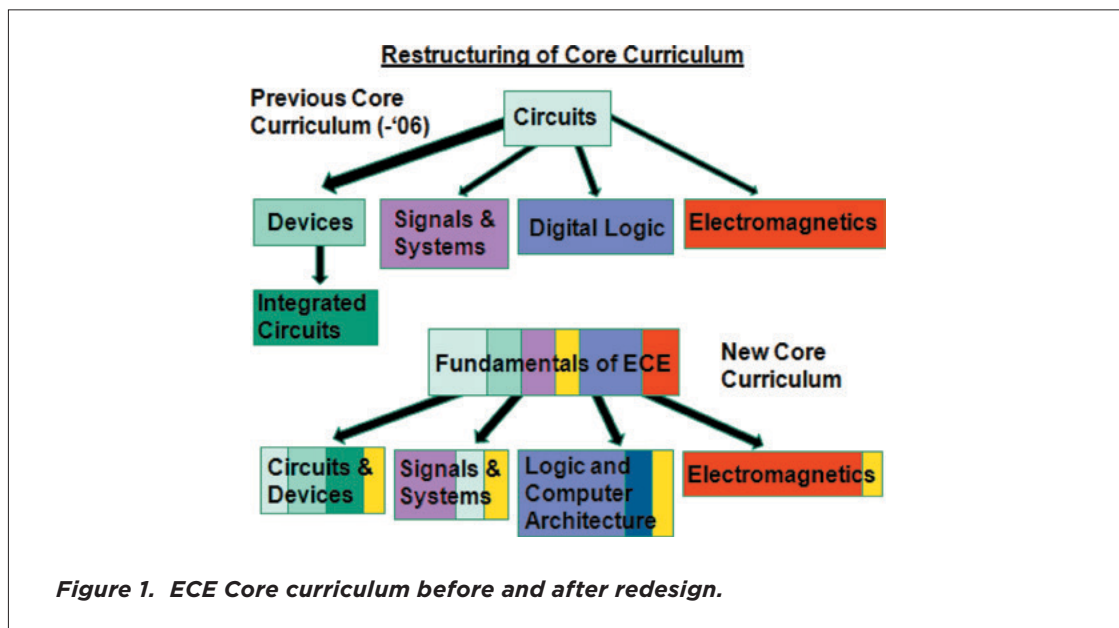 Restructuring of Core Curriculum
Previous Core
Curriculum (-‘06)
Circuits
Devices
Signals &
Systems
Digital Logic
Electromagnetics
Integrated
Circuits
Fundamentals of ECE
New Core
Curriculum
Circuits &
Devices
Signals &
Systems
Logic and
Computer
Architecture
Electromagnetics
Figure 1. ECE Core curriculum before and after redesign.